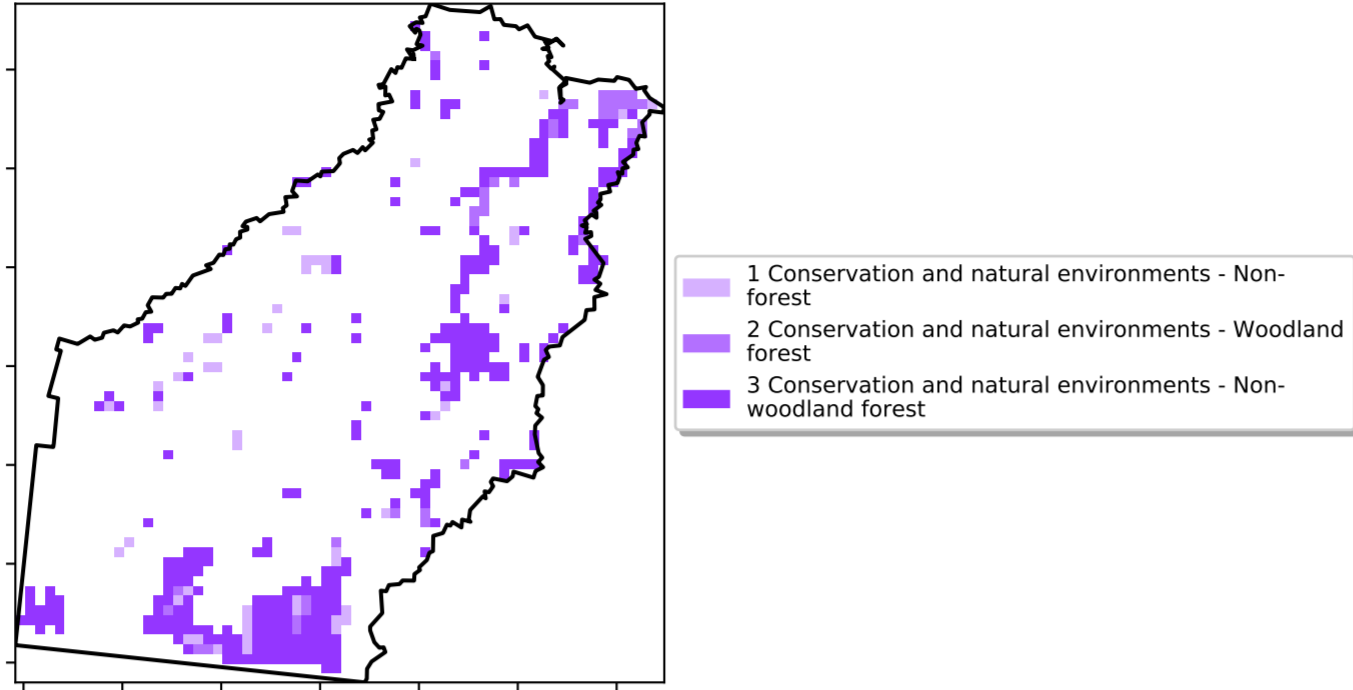 1 Conservation and natural environments - Non-
forest
2 Conservation and natural environments - Woodland
forest
3 Conservation and natural environments - Non-
woodland forest